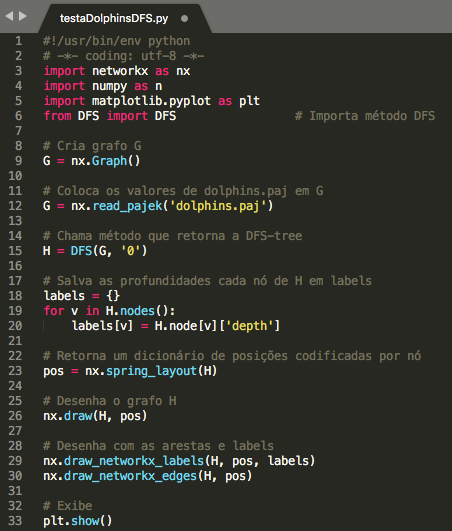 testaDolphinsDFS.py
1 #!/usr/bin/env python
2 # -*- coding: utf-8 -*-
3 import networkx as nx
4 import numpy as n
5 import matplotlib.pyplot as plt
6 from DFS import DFS # Importa método DFS
7
8 # Cria grafo G
9 G = nx.Graph()
10
11 # Coloca os valores de dolphins.paj em G
12 G = nx.read_pajek('dolphins.paj')
13
14 # Chama método que retorna a DFS-tree
15 H = DFS(G, '0')
16
17 # Salva as profundidades cada nó de H em labels
18 labels = {}
19 for v in H.nodes():
20 labels[v] = H.node[v]['depth']
21
22 # Retorna um dicionário de posições codificadas por nó
23 pos = nx.spring_layout(H)
24
25 # Desenha o grafo H
26 nx.draw(H, pos)
27
28 # Desenha com as arestas e labels
29 nx.draw_networkx_labels(H, pos, labels)
30 nx.draw_networkx_edges(H, pos)
31
32 # Exibe
33 plt.show()